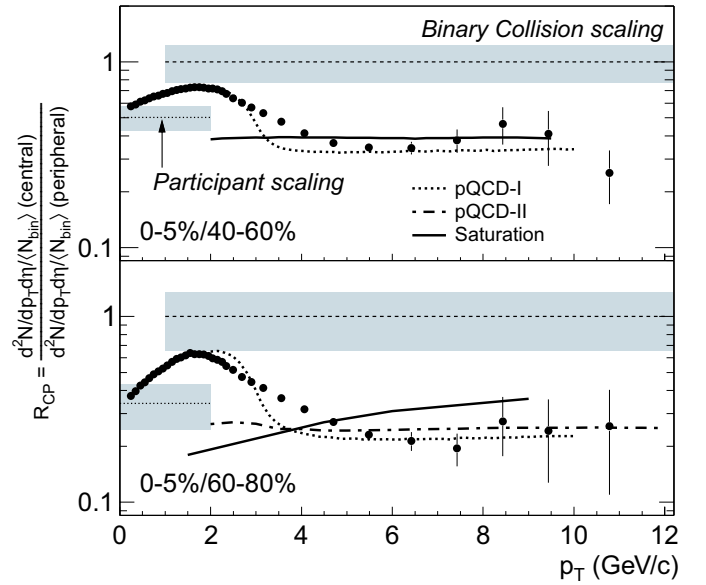 Binary Collision scaling
1
Participant scaling
pQCD-I
pQCD-II
Saturation
0-5%/40-60%
0.1
R_CP = d²N/dp_T dη/⟨N_bin⟩ (central)
d²N/dp_T dη/⟨N_bin⟩ (peripheral)
1
0-5%/60-80%
0.1
0 2 4 6 8 10 12
p_T (GeV/c)